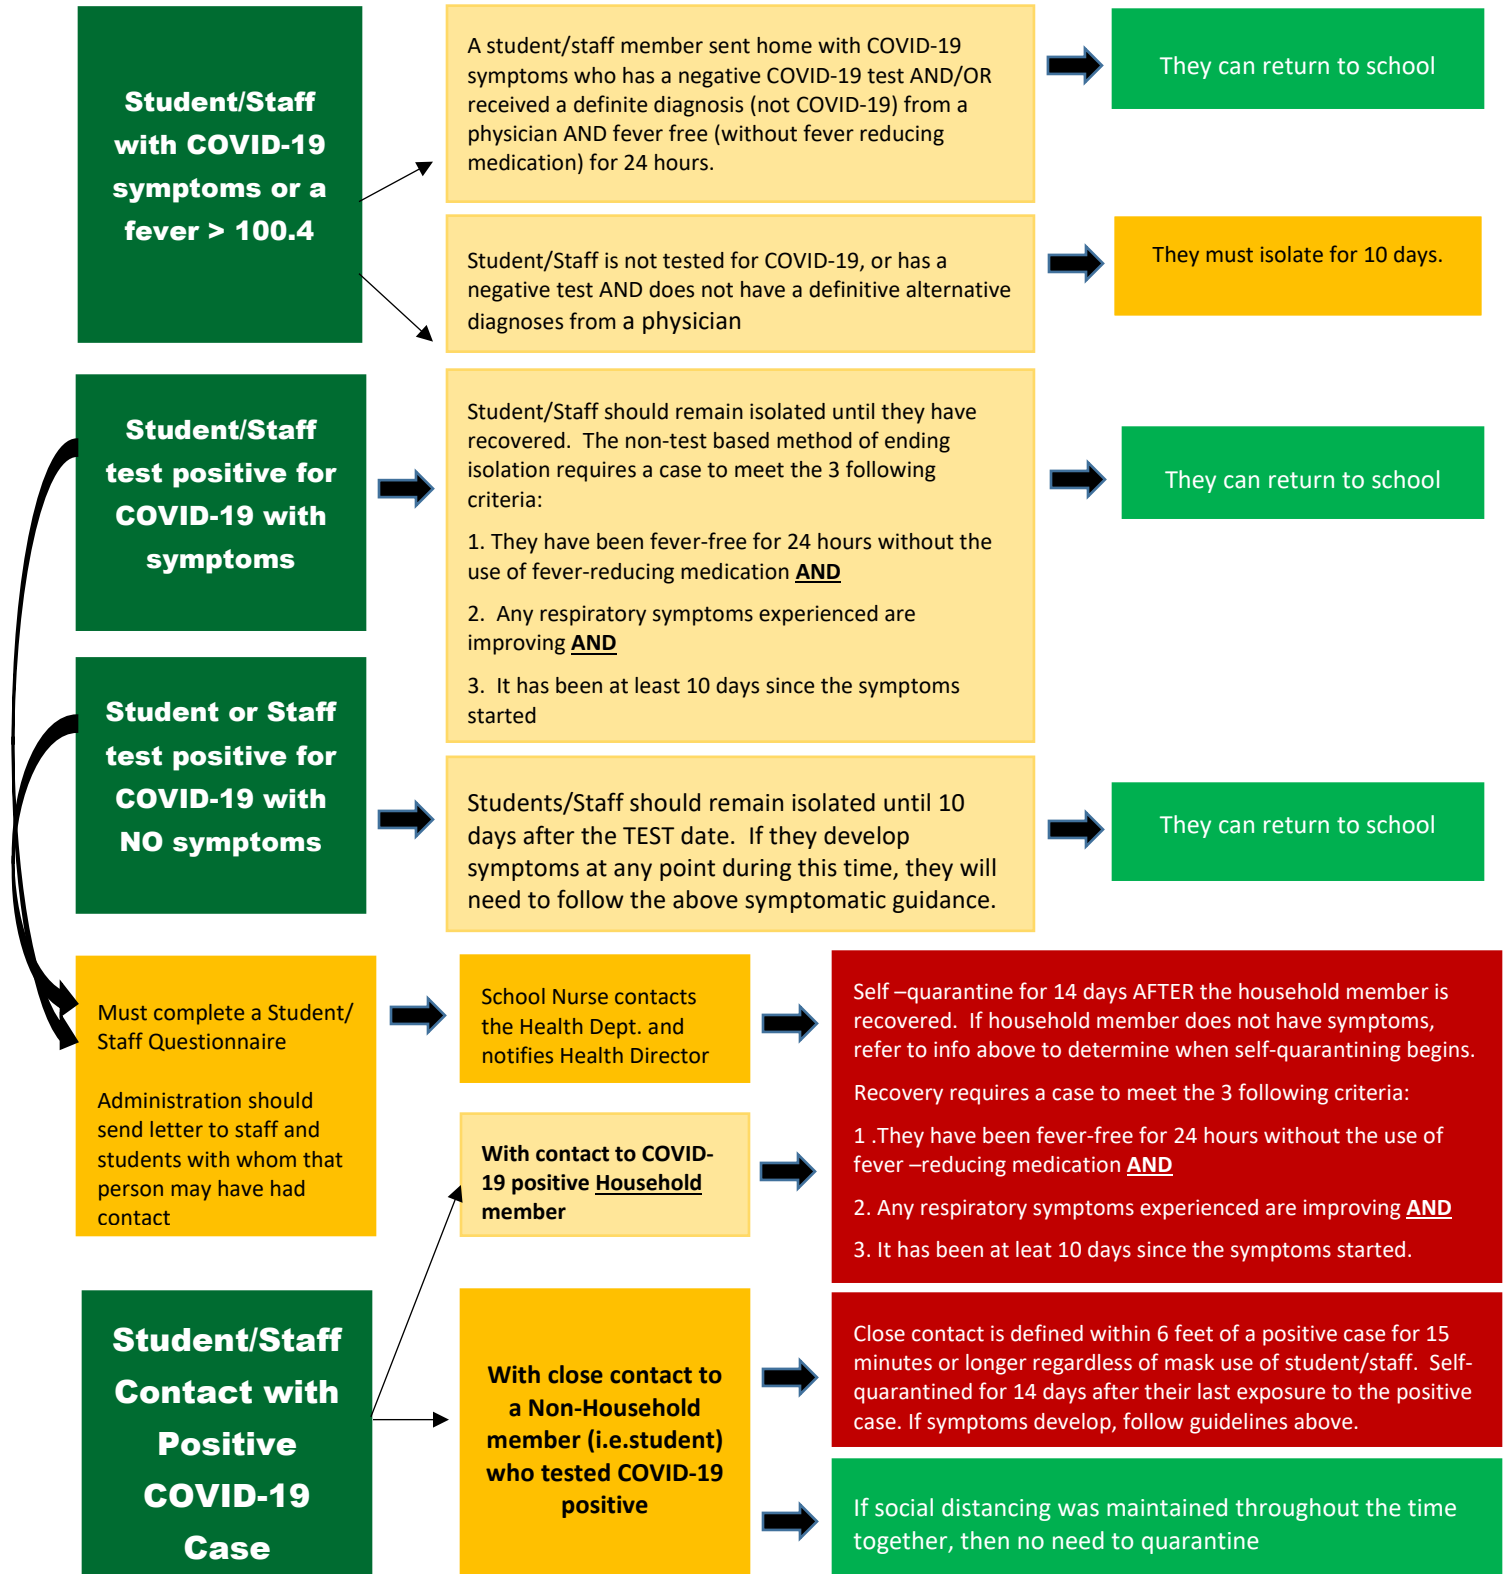 Student/Staff
with COVID-19
symptoms or a
fever > 100.4
A student/staff member sent home with COVID-19
symptoms who has a negative COVID-19 test AND/OR
received a definite diagnosis (not COVID-19) from a
physician AND fever free (without fever reducing
medication) for 24 hours.
They can return to school
Student/Staff is not tested for COVID-19, or has a
negative test AND does not have a definitive alternative
diagnoses from a physician
They must isolate for 10 days.
Student/Staff
test positive for
COVID-19 with
symptoms
Student/Staff should remain isolated until they have
recovered.  The non-test based method of ending
isolation requires a case to meet the 3 following
criteria:
1. They have been fever-free for 24 hours without the
use of fever-reducing medication AND
2.  Any respiratory symptoms experienced are
improving AND
3.  It has been at least 10 days since the symptoms
started
They can return to school
Student or Staff
test positive for
COVID-19 with
NO symptoms
Students/Staff should remain isolated until 10
days after the TEST date.  If they develop
symptoms at any point during this time, they will
need to follow the above symptomatic guidance.
They can return to school
Must complete a Student/
Staff Questionnaire
Administration should
send letter to staff and
students with whom that
person may have had
contact
School Nurse contacts
the Health Dept. and
notifies Health Director
Self –quarantine for 14 days AFTER the household member is
recovered.  If household member does not have symptoms,
refer to info above to determine when self-quarantining begins.
Recovery requires a case to meet the 3 following criteria:
1 .They have been fever-free for 24 hours without the use of
fever –reducing medication AND
2. Any respiratory symptoms experienced are improving AND
3. It has been at leat 10 days since the symptoms started.
With contact to COVID-
19 positive Household
member
Student/Staff
Contact with
Positive
COVID-19
Case
With close contact to
a Non-Household
member (i.e.student)
who tested COVID-19
positive
Close contact is defined within 6 feet of a positive case for 15
minutes or longer regardless of mask use of student/staff.  Self-
quarantined for 14 days after their last exposure to the positive
case. If symptoms develop, follow guidelines above.
If social distancing was maintained throughout the time
together, then no need to quarantine